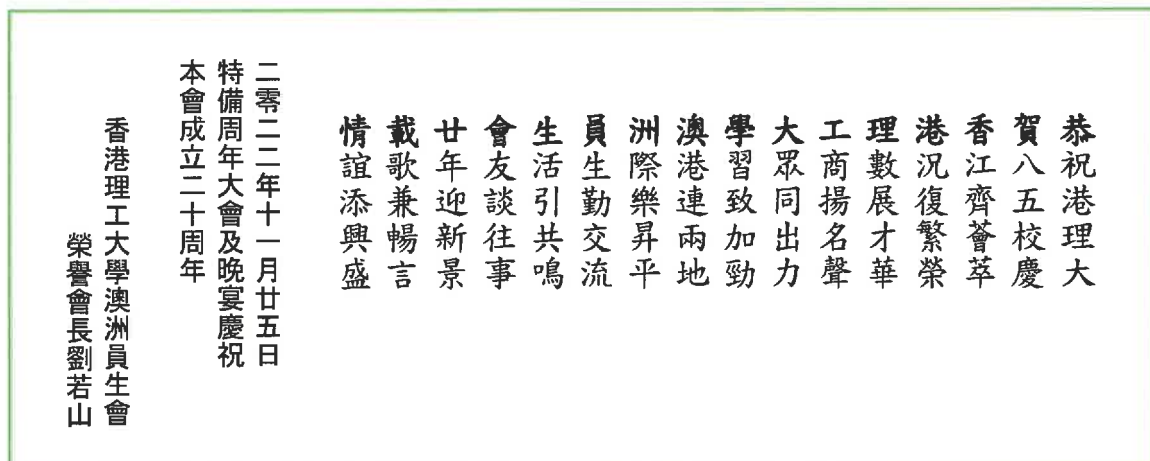 恭祝港理大
賀八五校慶
香江齊薈萃
港況復繁榮
理數展才華
工商揚名聲
大眾同出力
學習致加勁
澳港連兩地
洲際樂昇平
員生勤交流
生活引共鳴
會友談往事
廿年迎新景
載歌兼暢言
情誼添興盛
二零二二年十一月廿五日
特備周年大會及晚宴慶祝
本會成立二十周年
香港理工大學澳洲員生會
榮譽會長劉若山